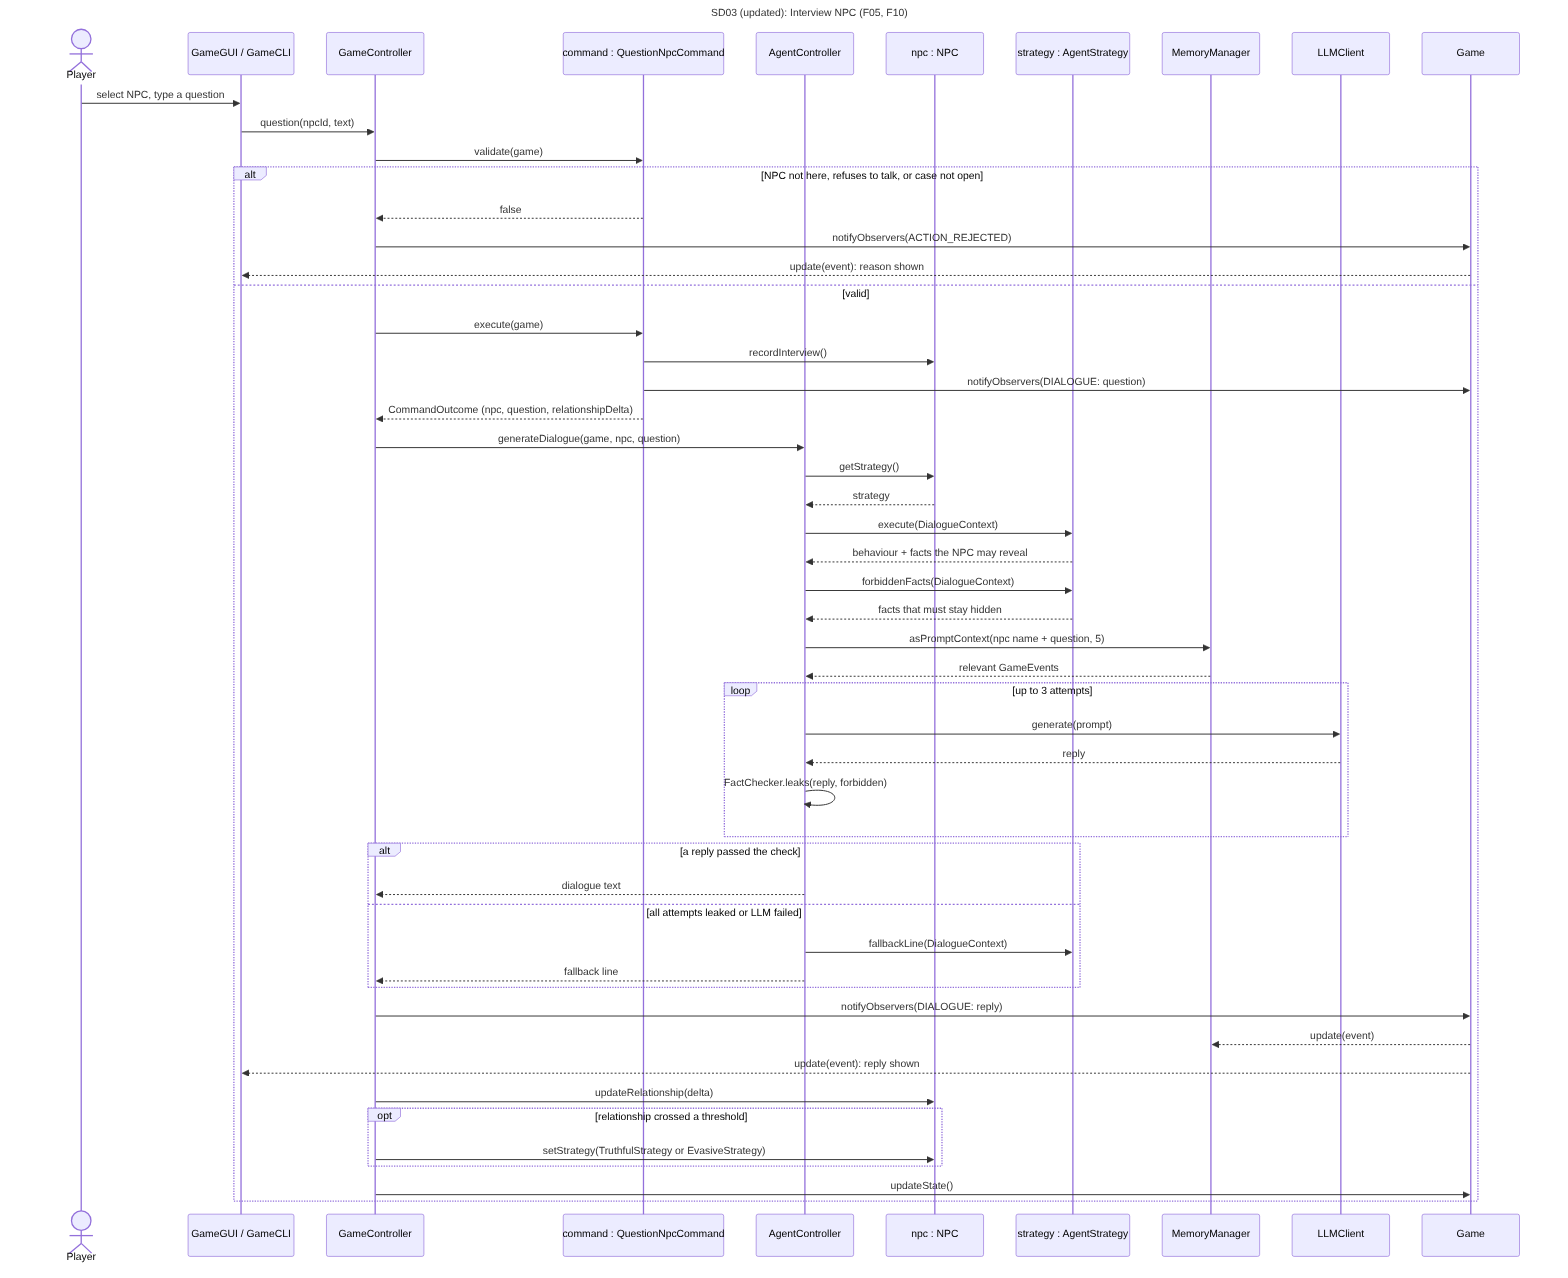 SD03 (updated): Interview NPC (F05, F10)
Player
GameGUI / GameCLI
GameController
command : QuestionNpcCommand
AgentController
npc : NPC
strategy : AgentStrategy
MemoryManager
LLMClient
Game
select NPC, type a question
question(npcId, text)
validate(game)
alt
[NPC not here, refuses to talk, or case not open]
false
notifyObservers(ACTION_REJECTED)
update(event): reason shown
[valid]
execute(game)
recordInterview()
notifyObservers(DIALOGUE: question)
CommandOutcome (npc, question, relationshipDelta)
generateDialogue(game, npc, question)
getStrategy()
strategy
execute(DialogueContext)
behaviour + facts the NPC may reveal
forbiddenFacts(DialogueContext)
facts that must stay hidden
asPromptContext(npc name + question, 5)
relevant GameEvents
loop
[up to 3 attempts]
generate(prompt)
reply
FactChecker.leaks(reply, forbidden)
alt
[a reply passed the check]
dialogue text
[all attempts leaked or LLM failed]
fallbackLine(DialogueContext)
fallback line
notifyObservers(DIALOGUE: reply)
update(event)
update(event): reply shown
updateRelationship(delta)
opt
[relationship crossed a threshold]
setStrategy(TruthfulStrategy or EvasiveStrategy)
updateState()
Player
GameGUI / GameCLI
GameController
command : QuestionNpcCommand
AgentController
npc : NPC
strategy : AgentStrategy
MemoryManager
LLMClient
Game